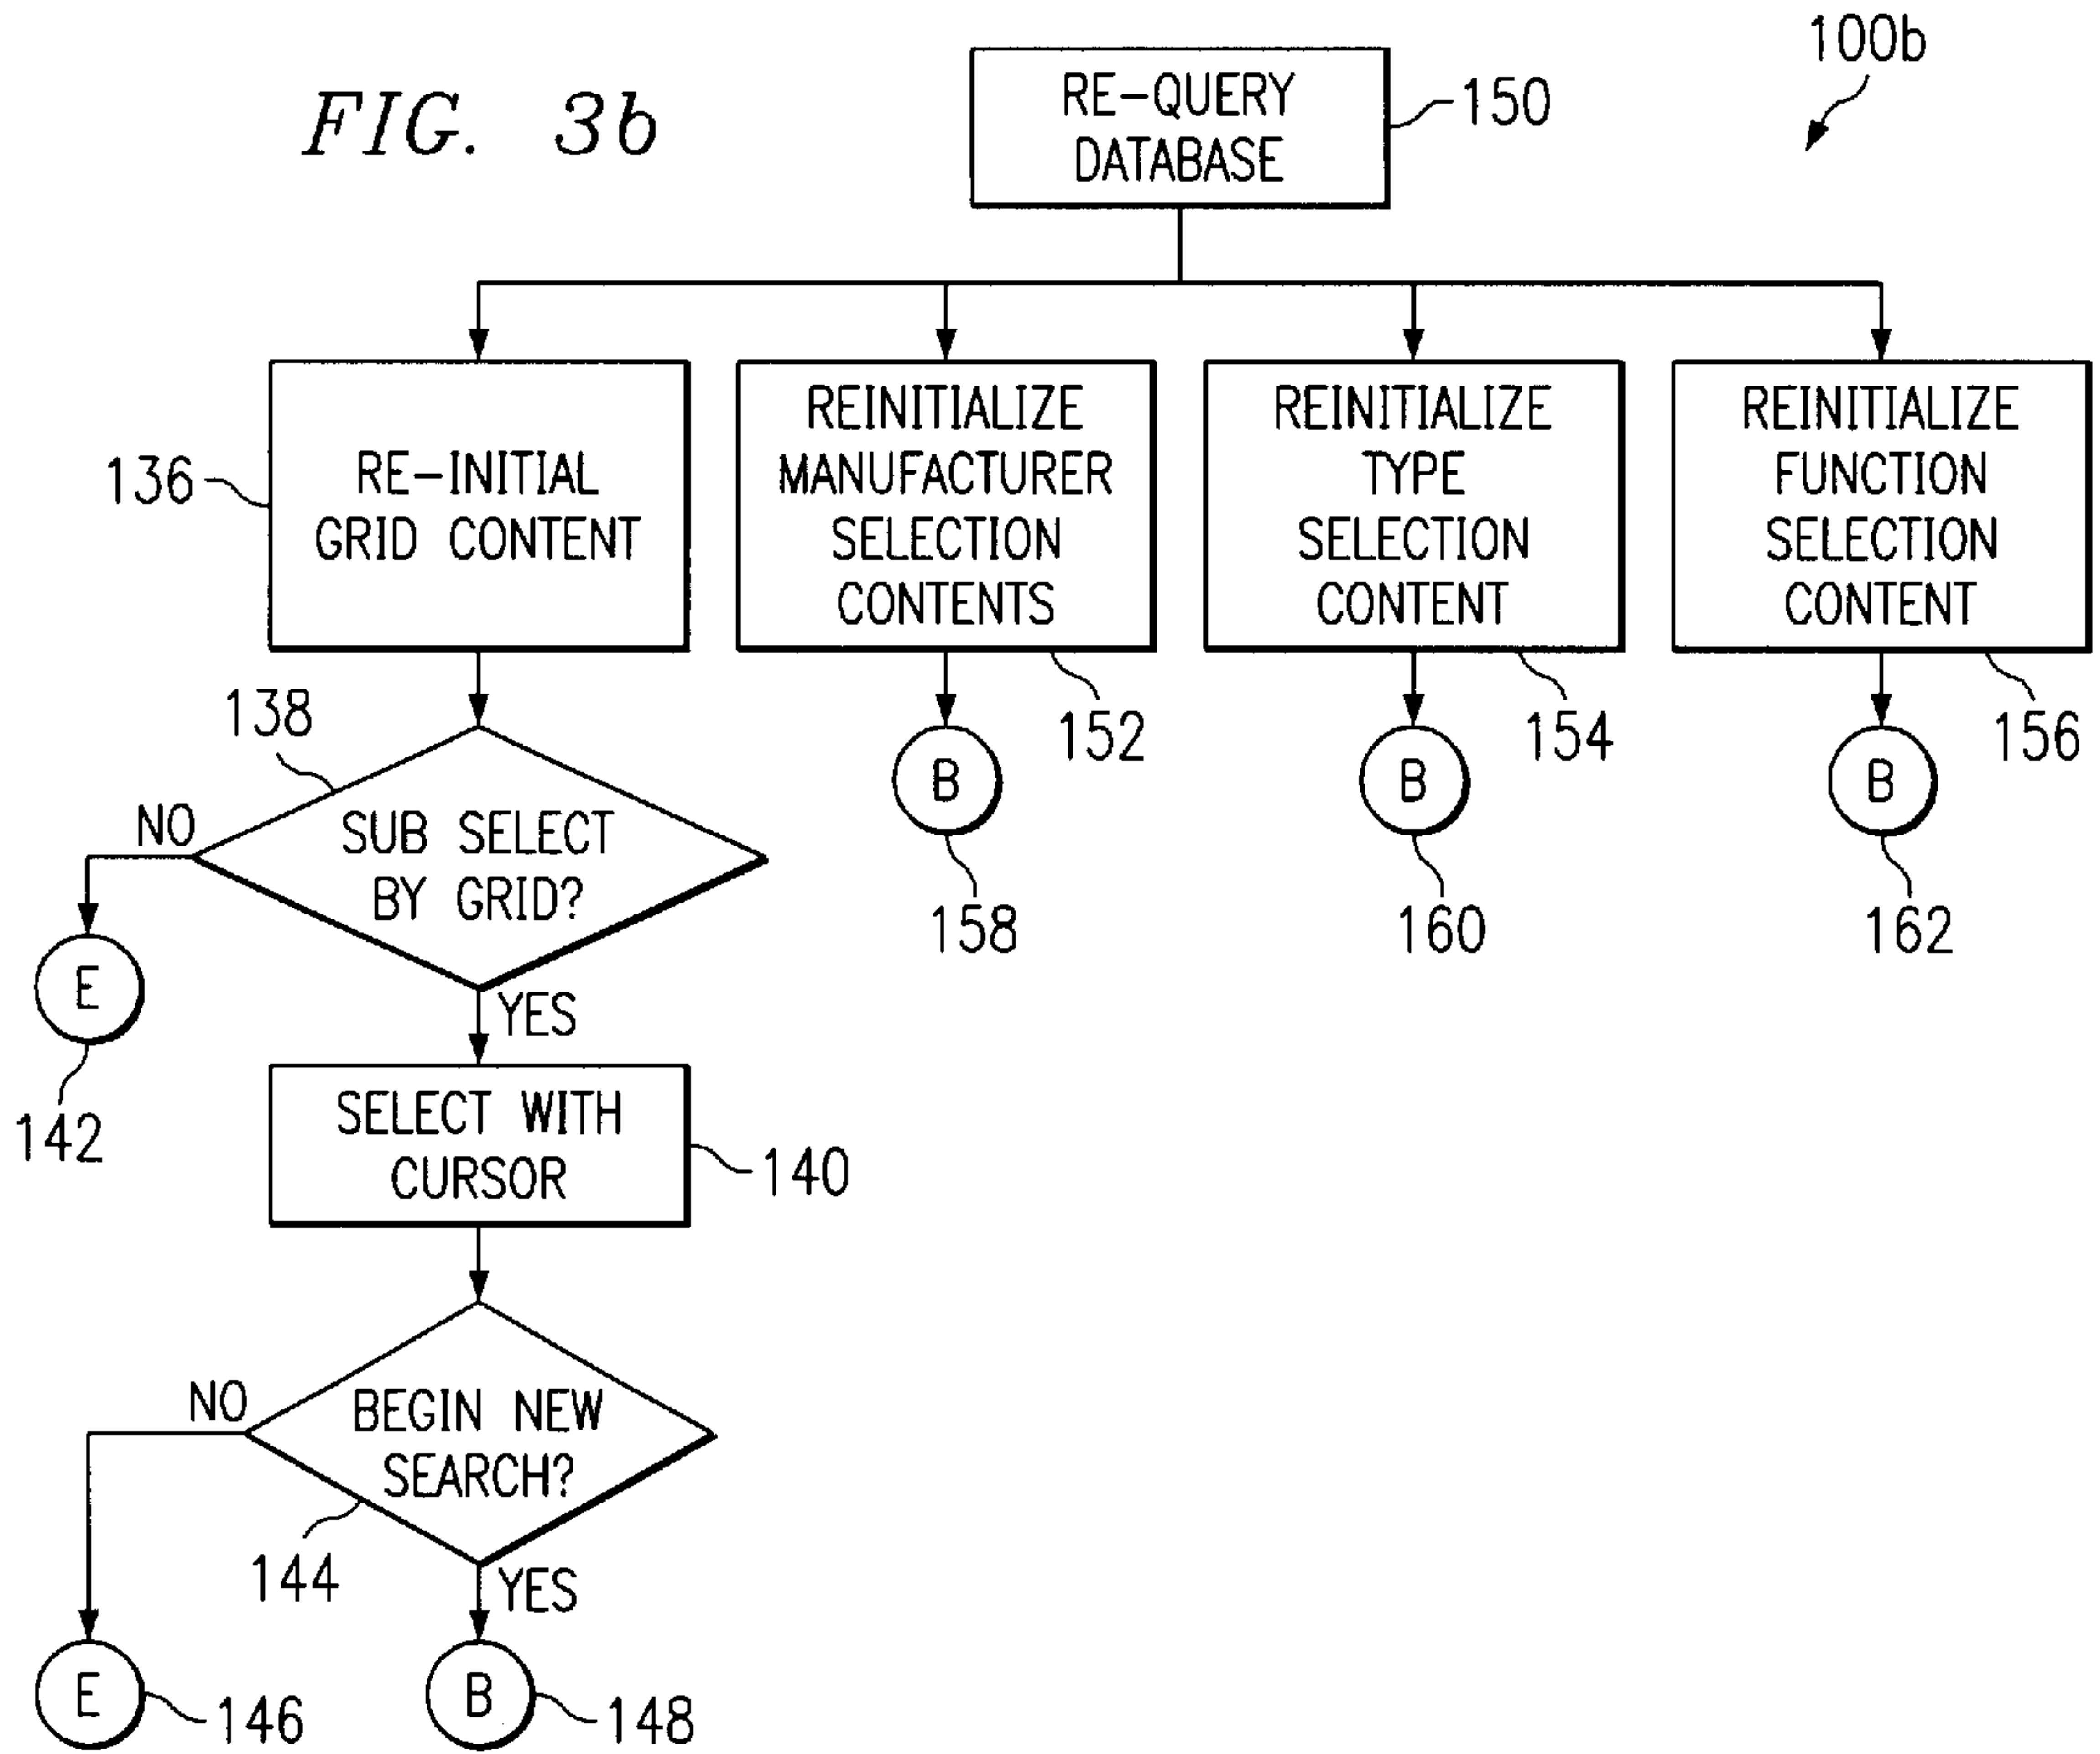 100b
FIG. 3b
RE-QUERY
DATABASE
150
136
RE-INITIAL
GRID CONTENT
REINITIALIZE
MANUFACTURER
SELECTION
CONTENTS
REINITIALIZE
TYPE
SELECTION
CONTENT
REINITIALIZE
FUNCTION
SELECTION
CONTENT
138
152
154
156
NO
SUB SELECT
BY GRID?
B
B
B
158
160
162
E
YES
142
SELECT WITH
CURSOR
140
NO
BEGIN NEW
SEARCH?
144
YES
E
146
B
148